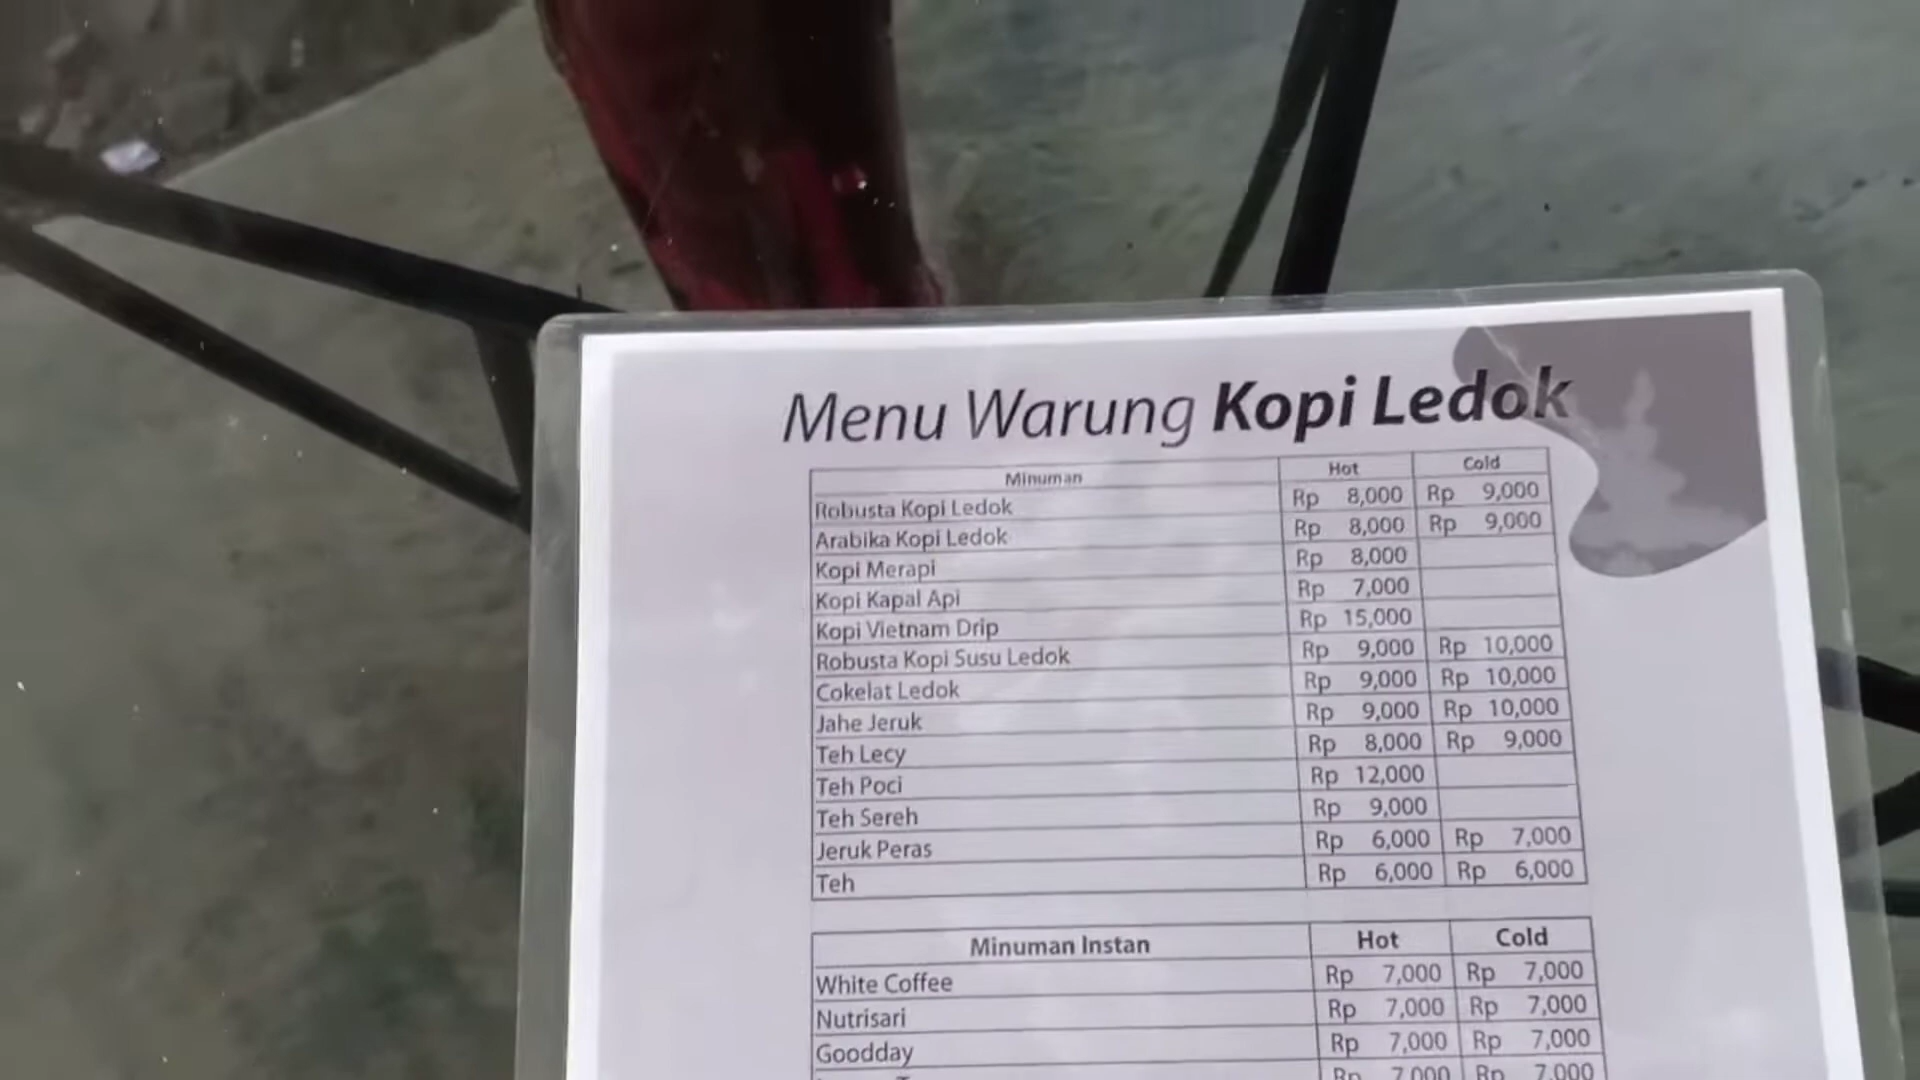 Menu Warung Kopi Ledok
Minuman Hot Cold
Robusta Kopi Ledok Rp 8,000 Rp 9,000
Arabika Kopi Ledok Rp 8,000 Rp 9,000
Kopi Merapi Rp 8,000
Kopi Kapal Api Rp 7,000
Kopi Vietnam Drip Rp 15,000
Robusta Kopi Susu Ledok Rp 9,000 Rp 10,000
Cokelat Ledok Rp 9,000 Rp 10,000
Jahe Jeruk Rp 9,000 Rp 10,000
Teh Lecy Rp 8,000 Rp 9,000
Teh Poci Rp 12,000
Teh Sereh Rp 9,000
Jeruk Peras Rp 6,000 Rp 7,000
Teh Rp 6,000 Rp 6,000
Minuman Instan Hot Cold
White Coffee Rp 7,000 Rp 7,000
Nutrisari Rp 7,000 Rp 7,000
Goodday Rp 7,000 Rp 7,000
Rp 7,000 Rp 7,000